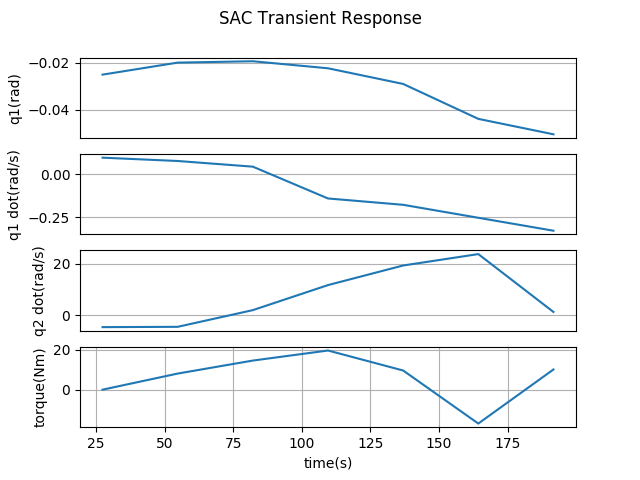 SAC Transient Response
q1(rad)
−0.02
−0.04
q1 dot(rad/s)
0.00
−0.25
q2 dot(rad/s)
20
0
torque(Nm)
20
0
25 50 75 100 125 150 175
time(s)